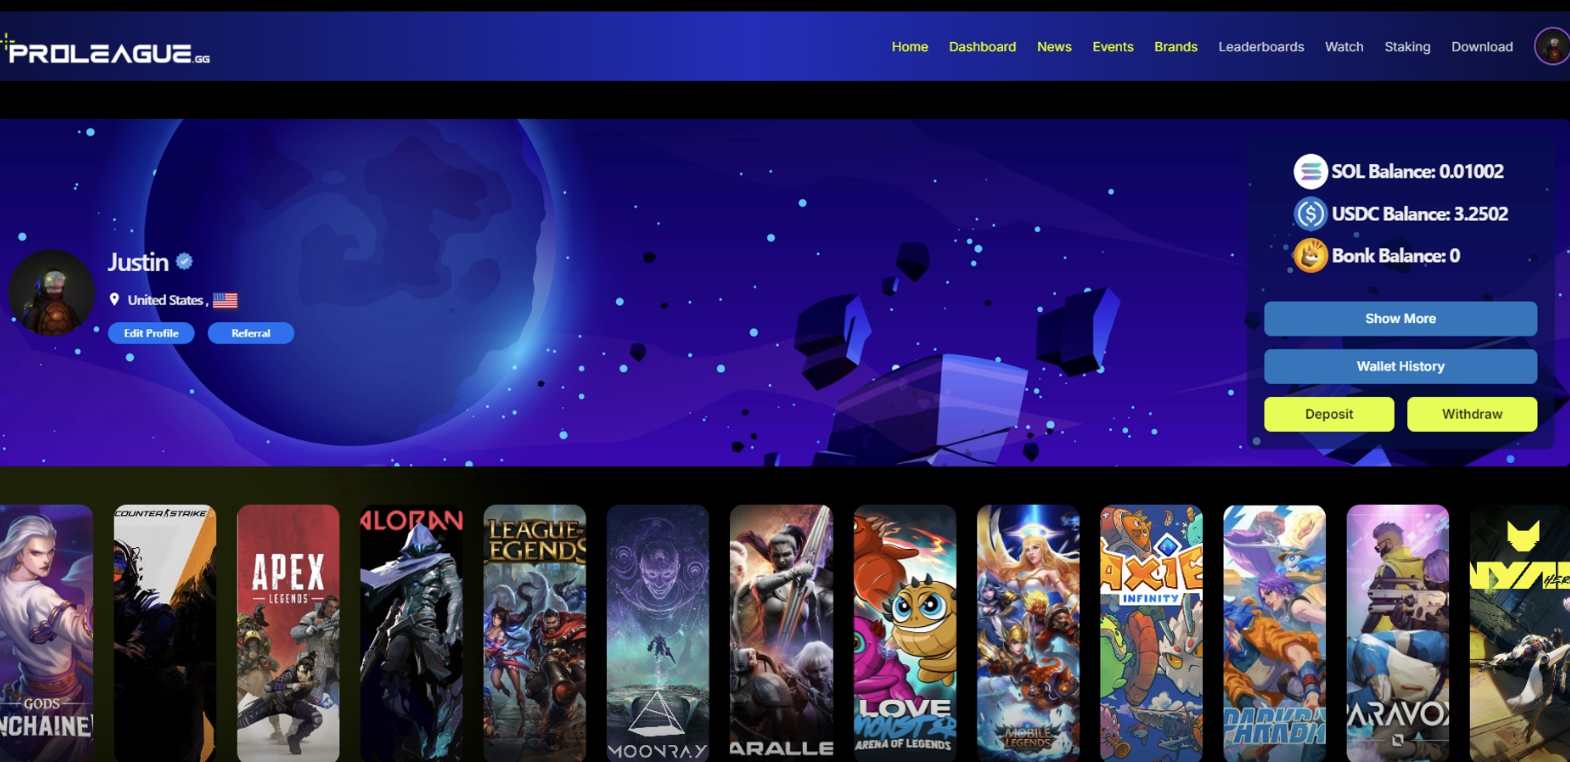 PROLEAGUE.GG
Home Dashboard News Events Brands Leaderboards Watch Staking Download
SOL Balance: 0.01002
USDC Balance: 3.2502
Bonk Balance: 0
Justin
United States ,
Edit Profile Referral
Show More
Wallet History
Deposit Withdraw
GODS
NCHAINE
COUNTER STRIKE
APEX
LEGENDS
ALORAN
LEAGUE
EGENDS
MOONRAY
ARALLE
LOVE
MONSTER
ARENA OF LEGENDS
MOBILE
LEGENDS
AXIE
INFINITY
ARAVOX
HER